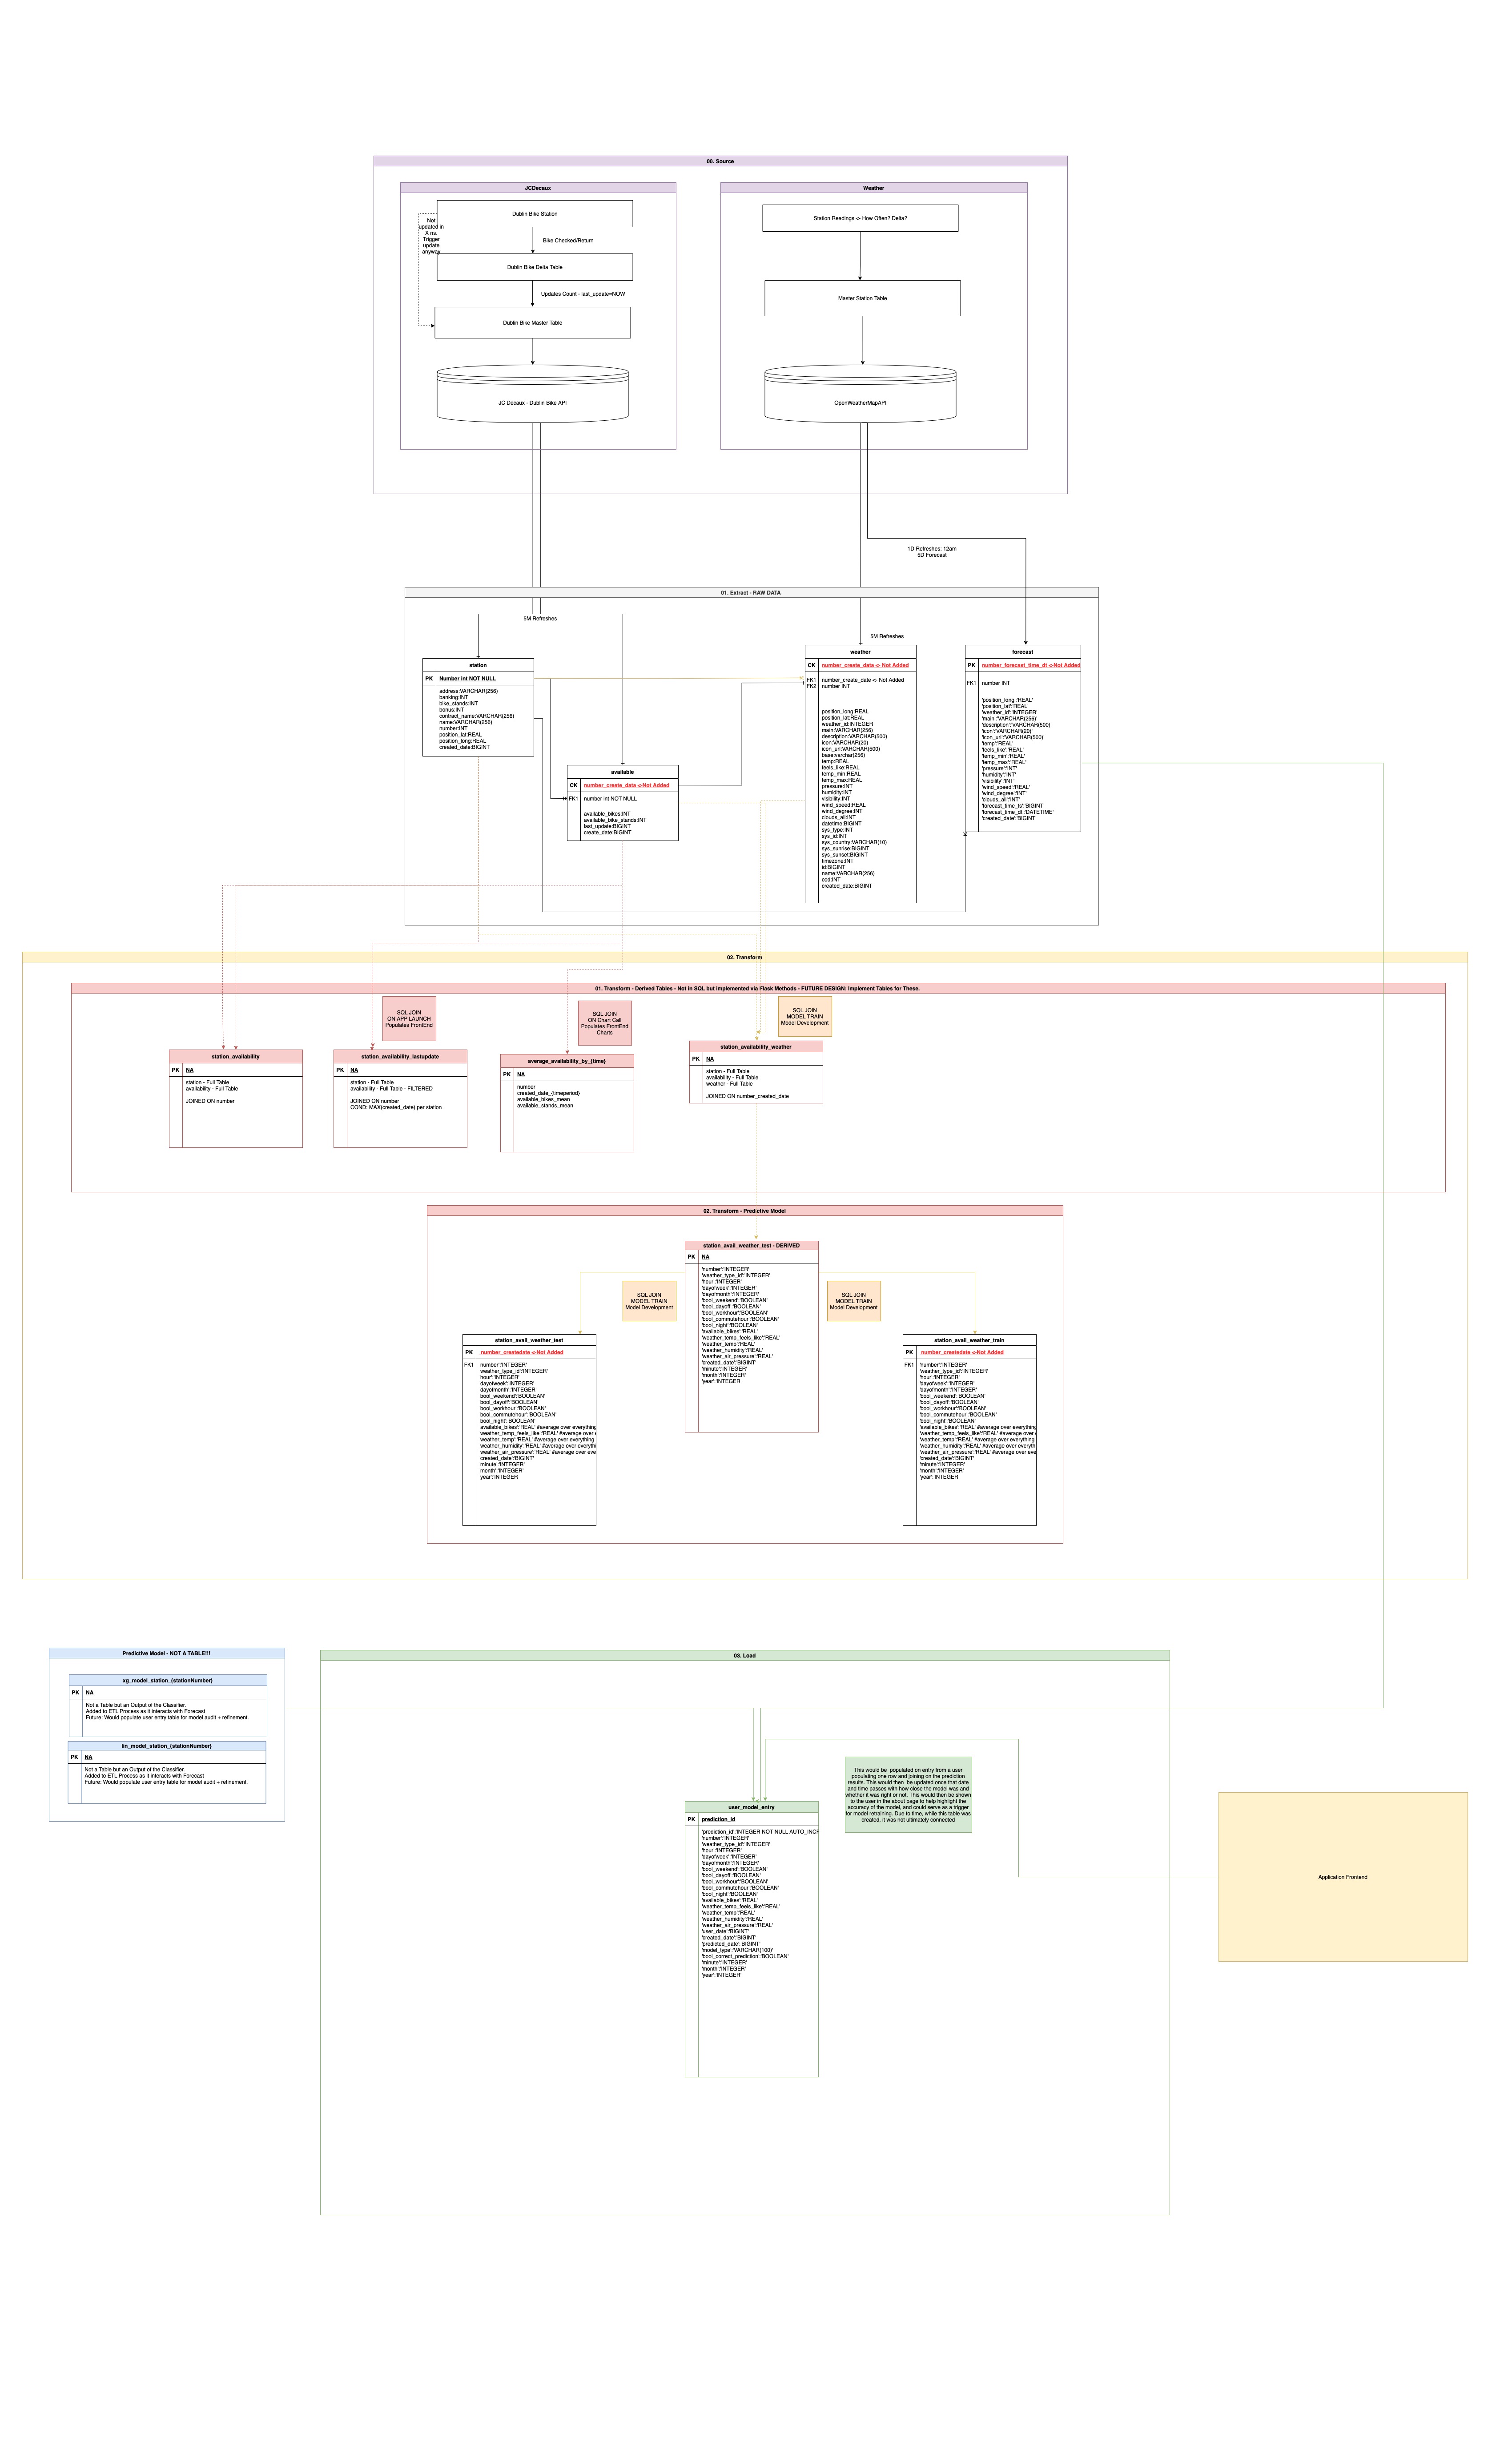 00. Source
JCDecaux
Dublin Bike Station
Not
updated in
X ns.
Trigger
update
anyway
Bike Checked/Return
Dublin Bike Delta Table
Updates Count - last_update=NOW
Dublin Bike Master Table
JC Decaux - Dublin Bike API
Weather
Station Readings <- How Often? Delta?
Master Station Table
OpenWeatherMapAPI
1D Refreshes: 12am
5D Forecast
01. Extract - RAW DATA
5M Refreshes
5M Refreshes
station
PK Number int NOT NULL
address:VARCHAR(256)
banking:INT
bike_stands:INT
bonus:INT
contract_name:VARCHAR(256)
name:VARCHAR(256)
number:INT
position_lat:REAL
position_long:REAL
created_date:BIGINT
available
CK number_create_data <-Not Added
FK1 number int NOT NULL
available_bikes:INT
available_bike_stands:INT
last_update:BIGINT
create_date:BIGINT
weather
CK number_create_data <- Not Added
FK1 number_create_date <- Not Added
FK2 number INT
position_long:REAL
position_lat:REAL
weather_id:INTEGER
main:VARCHAR(256)
description:VARCHAR(500)
icon:VARCHAR(20)
icon_url:VARCHAR(500)
base:varchar(256)
temp:REAL
feels_like:REAL
temp_min:REAL
temp_max:REAL
pressure:INT
humidity:INT
visibility:INT
wind_speed:REAL
wind_degree:INT
clouds_all:INT
datetime:BIGINT
sys_type:INT
sys_id:INT
sys_country:VARCHAR(10)
sys_sunrise:BIGINT
sys_sunset:BIGINT
timezone:INT
id:BIGINT
name:VARCHAR(256)
cod:INT
created_date:BIGINT
forecast
PK number_forecast_time_dt <-Not Added
FK1 number INT
'position_long':'REAL'
'position_lat':'REAL'
'weather_id':'INTEGER'
'main':'VARCHAR(256)'
'description':'VARCHAR(500)'
'icon':'VARCHAR(20)'
'icon_url':'VARCHAR(500)'
'temp':'REAL'
'feels_like':'REAL'
'temp_min':'REAL'
'temp_max':'REAL'
'pressure':'INT'
'humidity':'INT'
'visibility':'INT'
'wind_speed':'REAL'
'wind_degree':'INT'
'clouds_all':'INT'
'forecast_time_ts':'BIGINT'
'forecast_time_dt':'DATETIME'
'created_date':'BIGINT'
02. Transform
01. Transform - Derived Tables - Not in SQL but implemented via Flask Methods - FUTURE DESIGN: Implement Tables for These.
SQL JOIN
ON APP LAUNCH
Populates FrontEnd
SQL JOIN
ON Chart Call
Populates FrontEnd
Charts
SQL JOIN
MODEL TRAIN
Model Development
station_availability
PK NA
station - Full Table
availability - Full Table
JOINED ON number
station_availability_lastupdate
PK NA
station - Full Table
availability - Full Table - FILTERED
JOINED ON number
COND: MAX(created_date) per station
average_availability_by_{time}
PK NA
number
created_date_{timeperiod}
available_bikes_mean
available_stands_mean
station_availability_weather
PK NA
station - Full Table
availability - Full Table
weather - Full Table
JOINED ON number_created_date
02. Transform - Predictive Model
station_avail_weather_test - DERIVED
PK NA
'number':'INTEGER'
'weather_type_id':'INTEGER'
'hour':'INTEGER'
'dayofweek':'INTEGER'
'dayofmonth':'INTEGER'
'bool_weekend':'BOOLEAN'
'bool_dayoff':'BOOLEAN'
'bool_workhour':'BOOLEAN'
'bool_commutehour':'BOOLEAN'
'bool_night':'BOOLEAN'
'available_bikes':'REAL'
'weather_temp_feels_like':'REAL'
'weather_temp':'REAL'
'weather_humidity':'REAL'
'weather_air_pressure':'REAL'
'created_date':'BIGINT'
'minute':'INTEGER'
'month':'INTEGER'
'year':'INTEGER
SQL JOIN
MODEL TRAIN
Model Development
SQL JOIN
MODEL TRAIN
Model Development
station_avail_weather_test
PK number_createdate <-Not Added
FK1 'number':'INTEGER'
'weather_type_id':'INTEGER'
'hour':'INTEGER'
'dayofweek':'INTEGER'
'dayofmonth':'INTEGER'
'bool_weekend':'BOOLEAN'
'bool_dayoff':'BOOLEAN'
'bool_workhour':'BOOLEAN'
'bool_commutehour':'BOOLEAN'
'bool_night':'BOOLEAN'
'available_bikes':'REAL' #average over everything
'weather_temp_feels_like':'REAL' #average over
'weather_temp':'REAL' #average over everything
'weather_humidity':'REAL' #average over everyth
'weather_air_pressure':'REAL' #average over eve
'created_date':'BIGINT'
'minute':'INTEGER'
'month':'INTEGER'
'year':'INTEGER
station_avail_weather_train
PK number_createdate <-Not Added
FK1 'number':'INTEGER'
'weather_type_id':'INTEGER'
'hour':'INTEGER'
'dayofweek':'INTEGER'
'dayofmonth':'INTEGER'
'bool_weekend':'BOOLEAN'
'bool_dayoff':'BOOLEAN'
'bool_workhour':'BOOLEAN'
'bool_commutehour':'BOOLEAN'
'bool_night':'BOOLEAN'
'available_bikes':'REAL' #average over everything
'weather_temp_feels_like':'REAL' #average over
'weather_temp':'REAL' #average over everything
'weather_humidity':'REAL' #average over everyth
'weather_air_pressure':'REAL' #average over eve
'created_date':'BIGINT'
'minute':'INTEGER'
'month':'INTEGER'
'year':'INTEGER
Predictive Model - NOT A TABLE!!!
xg_model_station_{stationNumber}
PK NA
Not a Table but an Output of the Classifier.
Added to ETL Process as it interacts with Forecast
Future: Would populate user entry table for model audit + refinement.
lin_model_station_{stationNumber}
PK NA
Not a Table but an Output of the Classifier.
Added to ETL Process as it interacts with Forecast
Future: Would populate user entry table for model audit + refinement.
03. Load
This would be populated on entry from a user
populating one row and joining on the prediction
results. This would then be updated once that date
and time passes with how close the model was and
whether it was right or not. This would then be shown
to the user in the about page to help highlight the
accuracy of the model, and could serve as a trigger
for model retraining. Due to time, while this table was
created, it was not ultimately connected
user_model_entry
PK prediction_id
'prediction_id':'INTEGER NOT NULL AUTO_INCR
'number':'INTEGER'
'weather_type_id':'INTEGER'
'hour':'INTEGER'
'dayofweek':'INTEGER'
'dayofmonth':'INTEGER'
'bool_weekend':'BOOLEAN'
'bool_dayoff':'BOOLEAN'
'bool_workhour':'BOOLEAN'
'bool_commutehour':'BOOLEAN'
'bool_night':'BOOLEAN'
'available_bikes':'REAL'
'weather_temp_feels_like':'REAL'
'weather_temp':'REAL'
'weather_humidity':'REAL'
'weather_air_pressure':'REAL'
'user_date':'BIGINT'
'created_date':'BIGINT'
'predicted_date':'BIGINT'
'model_type':'VARCHAR(100)'
'bool_correct_prediction':'BOOLEAN'
'minute':'INTEGER'
'month':'INTEGER'
'year':'INTEGER'
Application Frontend